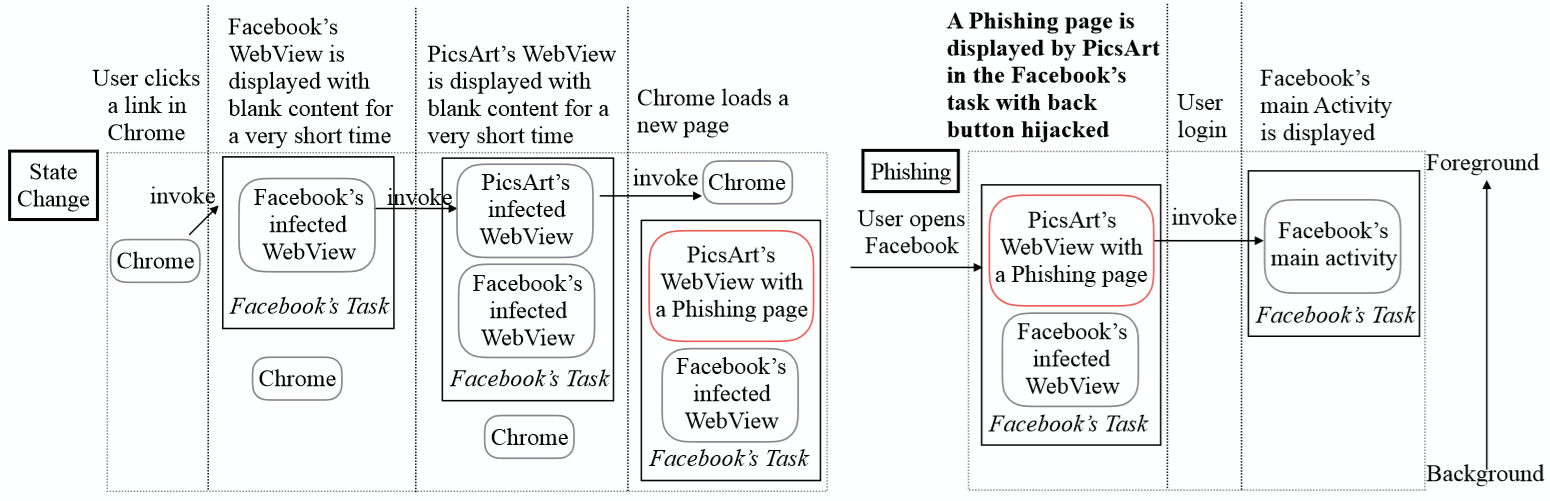 State
Change
User clicks
a link in
Chrome
invoke
Chrome
Facebook's
WebView is
displayed with
blank content for
a very short time
Facebook's
infected
WebView
Facebook's Task
Chrome
invoke
PicsArt's WebView
is displayed with
blank content for a
very short time
PicsArt's
infected
WebView
Facebook's
infected
WebView
Facebook's Task
Chrome
invoke
Chrome loads a
new page
Chrome
PicsArt's
WebView with
a Phishing page
Facebook's
infected
WebView
Facebook's Task
Phishing
User opens
Facebook
A Phishing page is
displayed by PicsArt
in the Facebook's
task with back
button hijacked
PicsArt's
WebView with
a Phishing page
Facebook's
infected
WebView
Facebook's Task
User
login
invoke
Facebook's
main Activity
is displayed
Facebook's
main activity
Facebook's Task
Foreground
Background